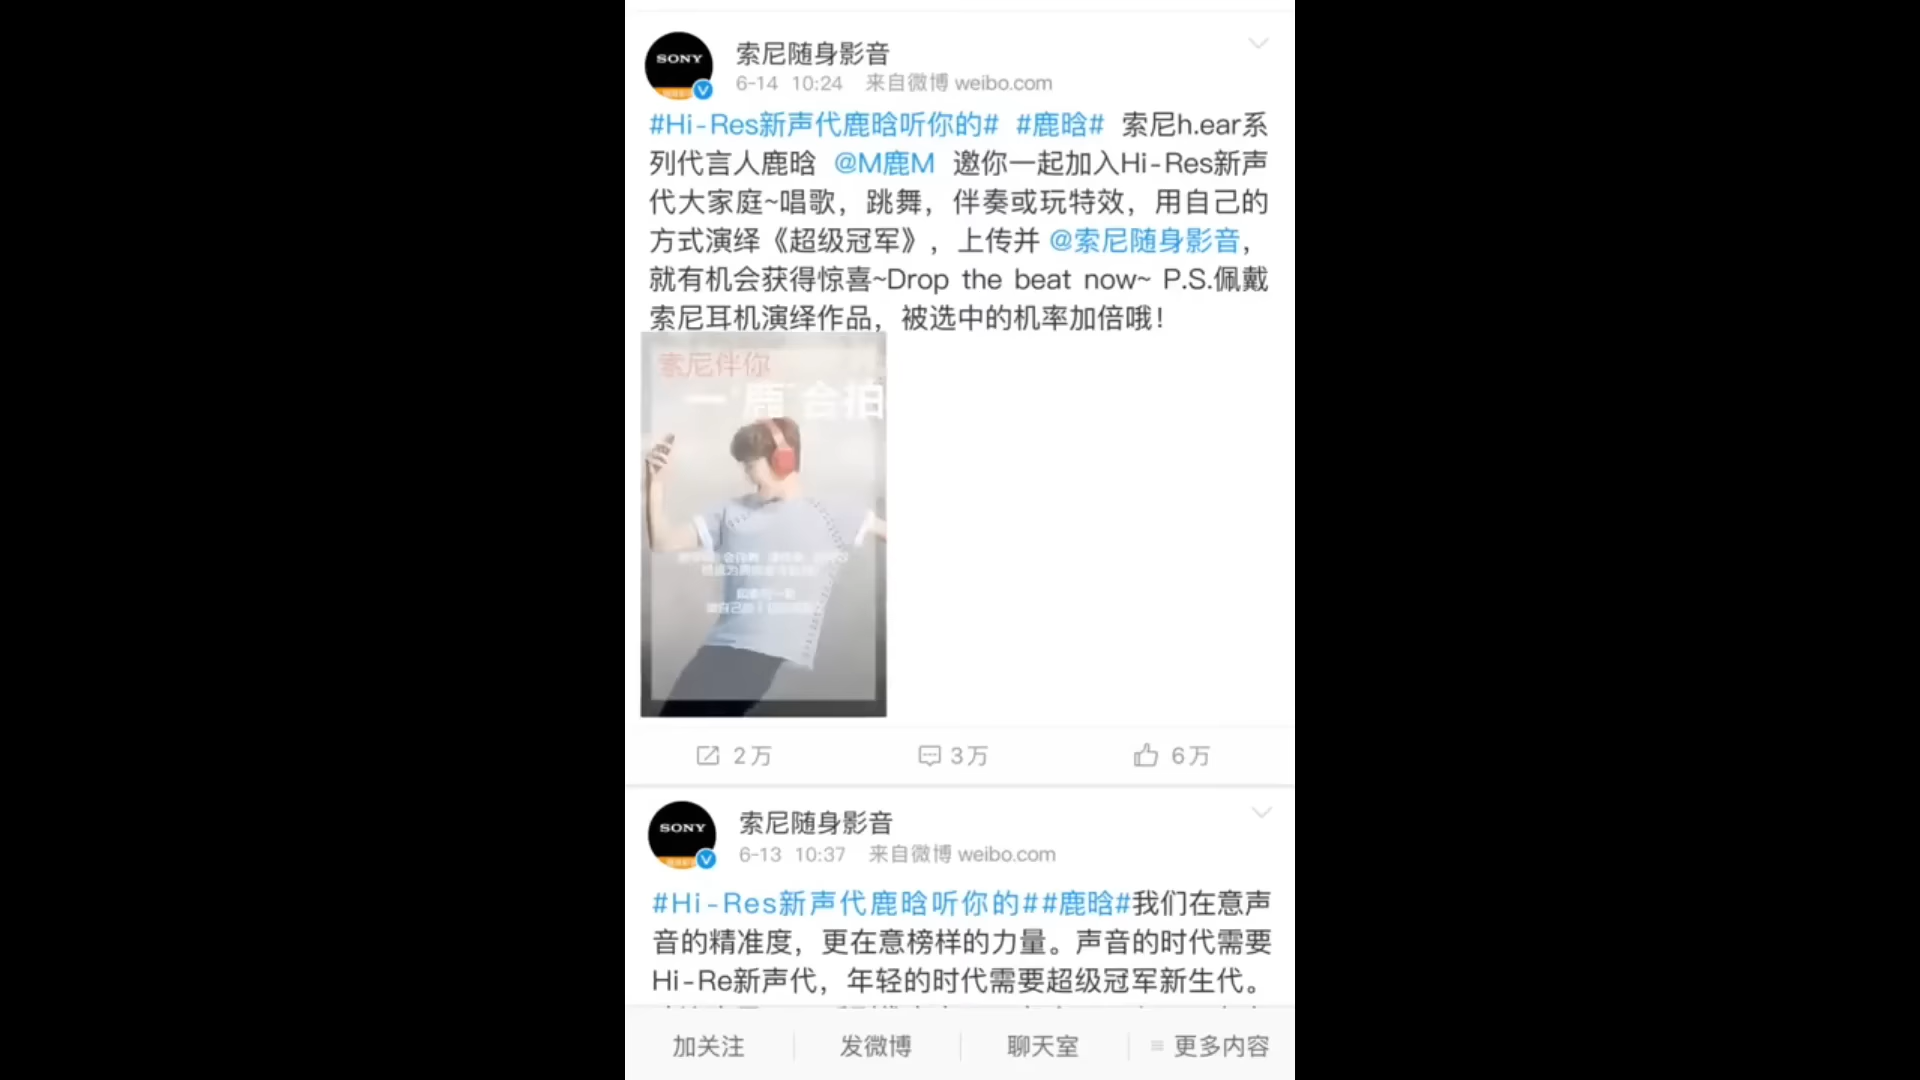 SONY
索尼随身影音
6-14 10:24 来自微博 weibo.com
#Hi-Res新声代鹿晗听你的# #鹿晗# 索尼h.ear系
列代言人鹿晗 @M鹿M 邀你一起加入Hi-Res新声
代大家庭~唱歌，跳舞，伴奏或玩特效，用自己的
方式演绎《超级冠军》，上传并 @索尼随身影音，
就有机会获得惊喜~Drop the beat now~ P.S.佩戴
索尼耳机演绎作品，被选中的机率加倍哦！
索尼伴你
一“鹿”合拍
2万
3万
6万
SONY
索尼随身影音
6-13 10:37 来自微博 weibo.com
#Hi-Res新声代鹿晗听你的##鹿晗#我们在意声
音的精准度，更在意榜样的力量。声音的时代需要
Hi-Re新声代，年轻的时代需要超级冠军新生代。
加关注
发微博
聊天室
更多内容